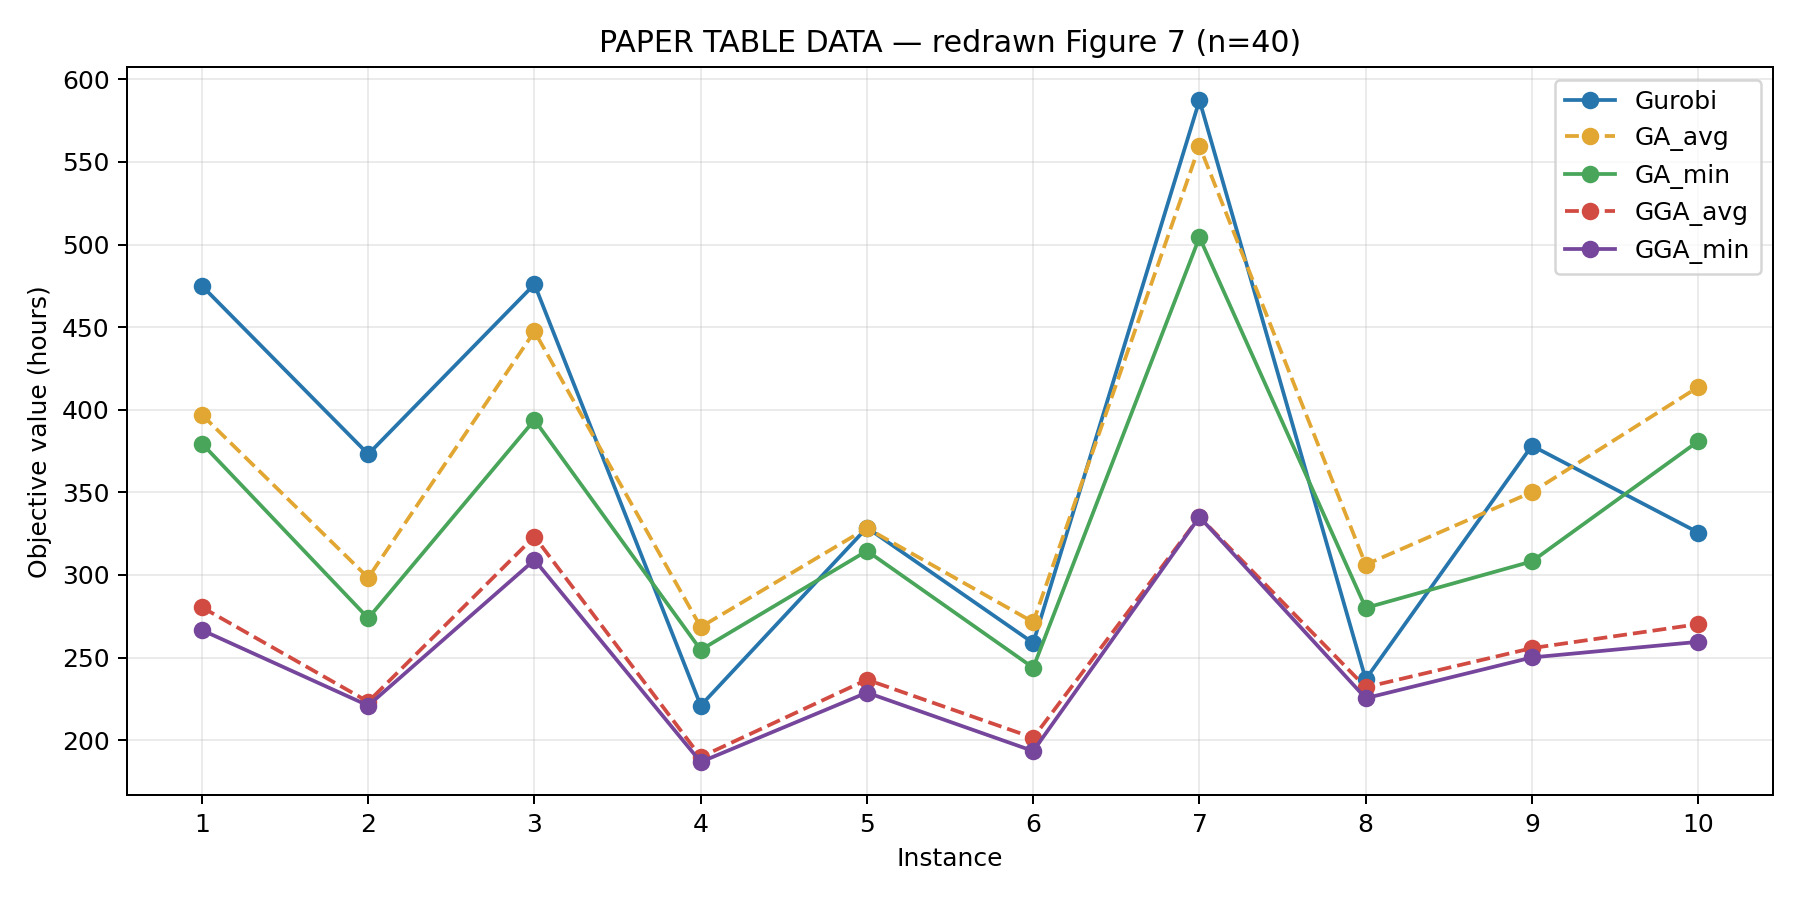 PAPER TABLE DATA — redrawn Figure 7 (n=40)
600
550
500
450
400
350
300
250
200
Objective value (hours)
Gurobi
GA_avg
GA_min
GGA_avg
GGA_min
1 2 3 4 5 6 7 8 9 10
Instance